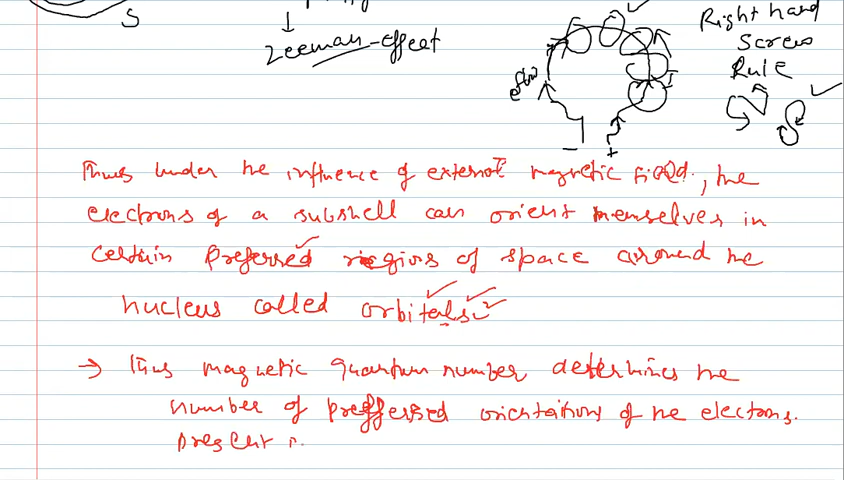 S
Zeeman-effect
Right hand
Screw
Rule
- +
Thus under the influence of external magnetic field, the
electrons of a subshell can orient themselves in
certain preferred regions of space around the
nucleus called orbitals
→ Thus magnetic quantum number determines the
number of preffered orientations of the electrons.
present